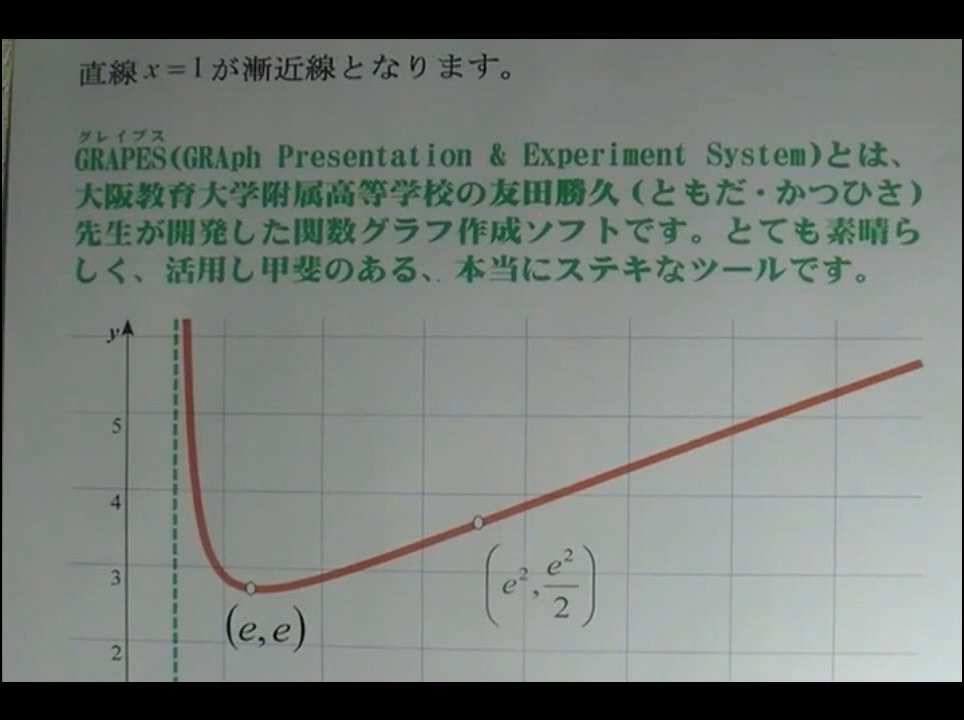 直線x=1が漸近線となります。
グレイプス
GRAPES(GRAph Presentation & Experiment System)とは、
大阪教育大学附属高等学校の友田勝久（ともだ・かつひさ）
先生が開発した関数グラフ作成ソフトです。とても素晴ら
しく、活用し甲斐のある、本当にステキなツールです。
y
5
4
3
2
(e,e)
(e², e²/2)